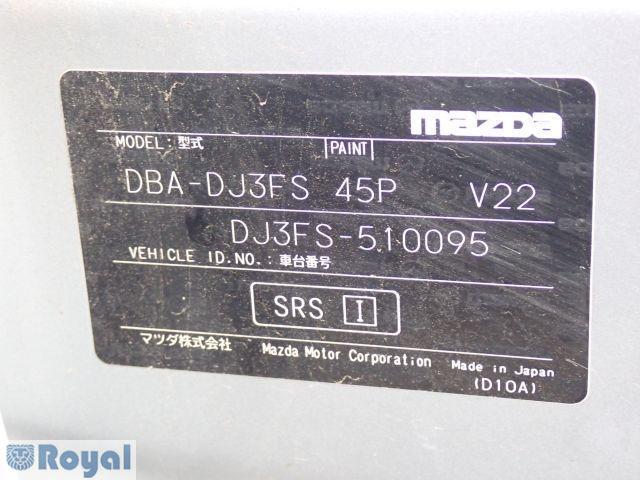 mazda
MODEL: 型式 PAINT
DBA-DJ3FS 45P V22
DJ3FS-510095
VEHICLE ID.NO.: 車台番号
SRS I
マツダ株式会社 Mazda Motor Corporation Made in Japan
(D10A)
Royal